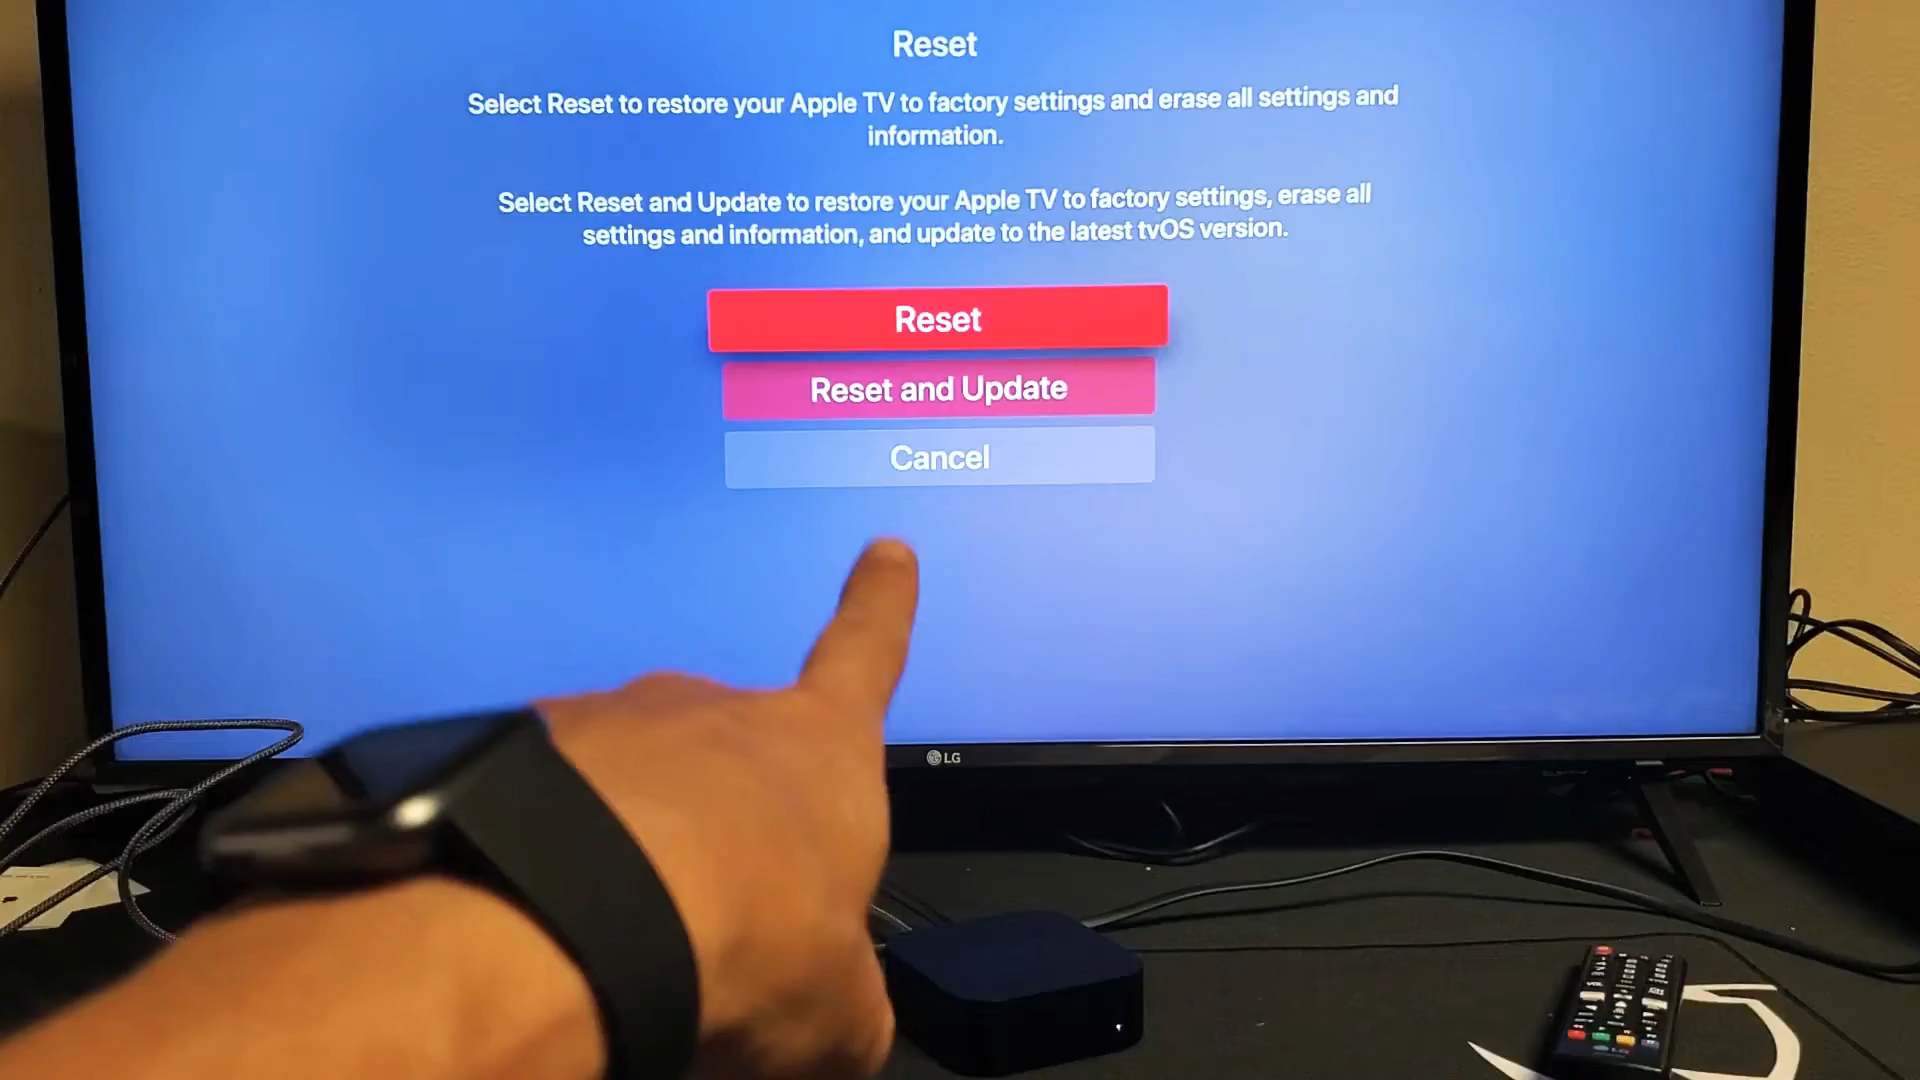 Reset
Select Reset to restore your Apple TV to factory settings and erase all settings and
information.
Select Reset and Update to restore your Apple TV to factory settings, erase all
settings and information, and update to the latest tvOS version.
Reset
Reset and Update
Cancel
LG
VOL
LG